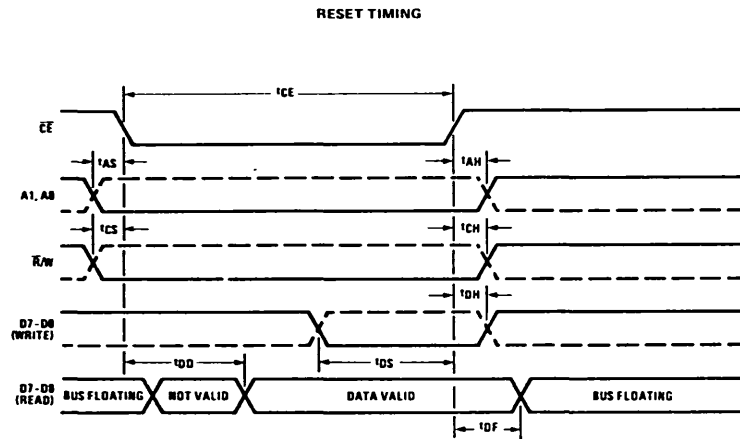 RESET TIMING
tCE
CE
tAS
tAH
A1, A0
tCS
tCH
R/W
tDH
D7-D0
(WRITE)
tDD
tDS
D7-D0
(READ)
BUS FLOATING
NOT VALID
DATA VALID
BUS FLOATING
tDF